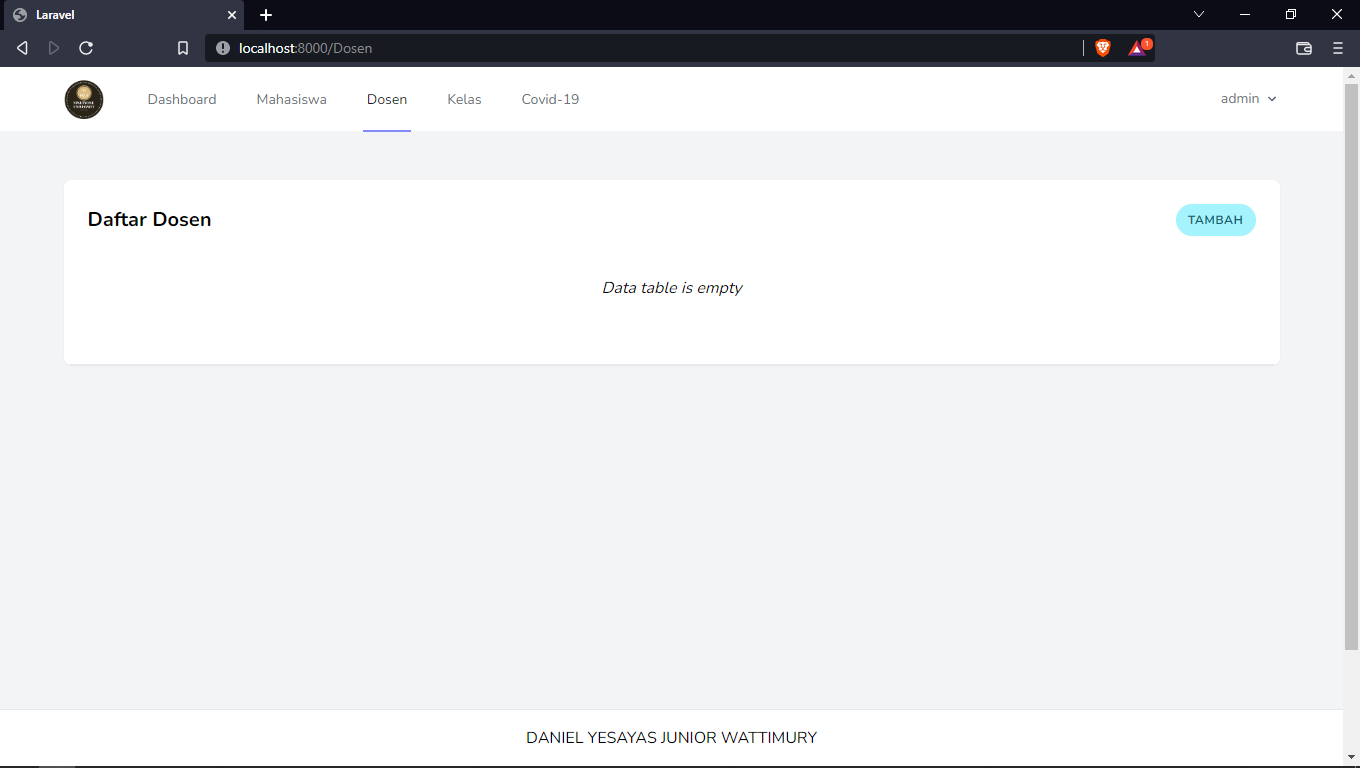 Laravel
localhost:8000/Dosen
1
Dashboard Mahasiswa Dosen Kelas Covid-19 admin
Daftar Dosen TAMBAH
Data table is empty
DANIEL YESAYAS JUNIOR WATTIMURY